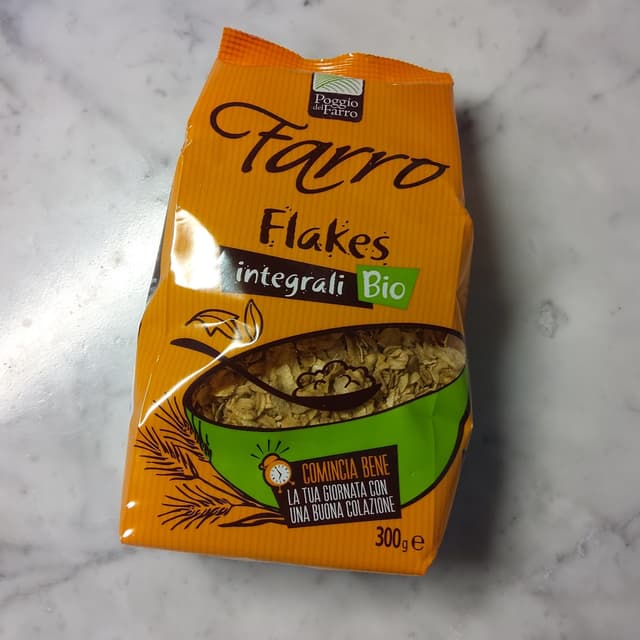 Poggio
del Farro
Farro
Flakes
integrali Bio
COMINCIA BENE
LA TUA GIORNATA CON
UNA BUONA COLAZIONE
300g e